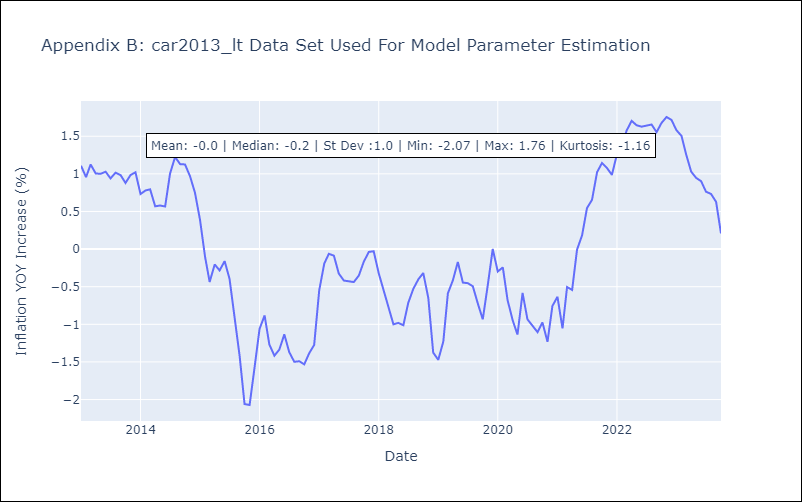 Appendix B: car2013_lt Data Set Used For Model Parameter Estimation
Mean: -0.0 | Median: -0.2 | St Dev :1.0 | Min: -2.07 | Max: 1.76 | Kurtosis: -1.16
Inflation YOY Increase (%)
1.5
1
0.5
0
−0.5
−1
−1.5
−2
2014 2016 2018 2020 2022
Date